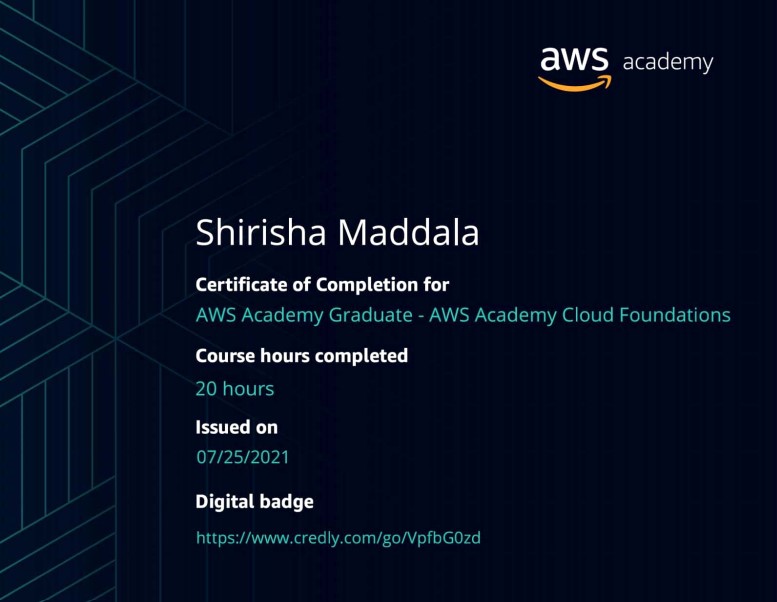 aws academy
Shirisha Maddala
Certificate of Completion for
AWS Academy Graduate - AWS Academy Cloud Foundations
Course hours completed
20 hours
Issued on
07/25/2021
Digital badge
https://www.credly.com/go/VpfbG0zd